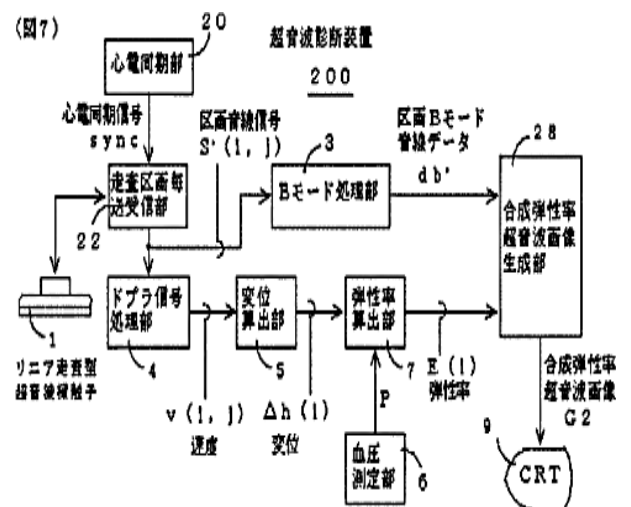 (図7)
20
超音波診断装置
200
心電同期部
心電同期信号
sync
区画音線信号
S'(i, j)
区画Bモード
音線データ
db'
3
28
走査区画毎
送受信部
22
Bモード処理部
合成弾性率
超音波画像
生成部
1
リニア走査型
超音波探触子
ドプラ信号
処理部
4
変位
算出部
5
弾性率
算出部
7
v(i, j)
速度
Δh(i)
変位
P
E(i)
弾性率
合成弾性率
超音波画像
G2
血圧
測定部
6
9
CRT